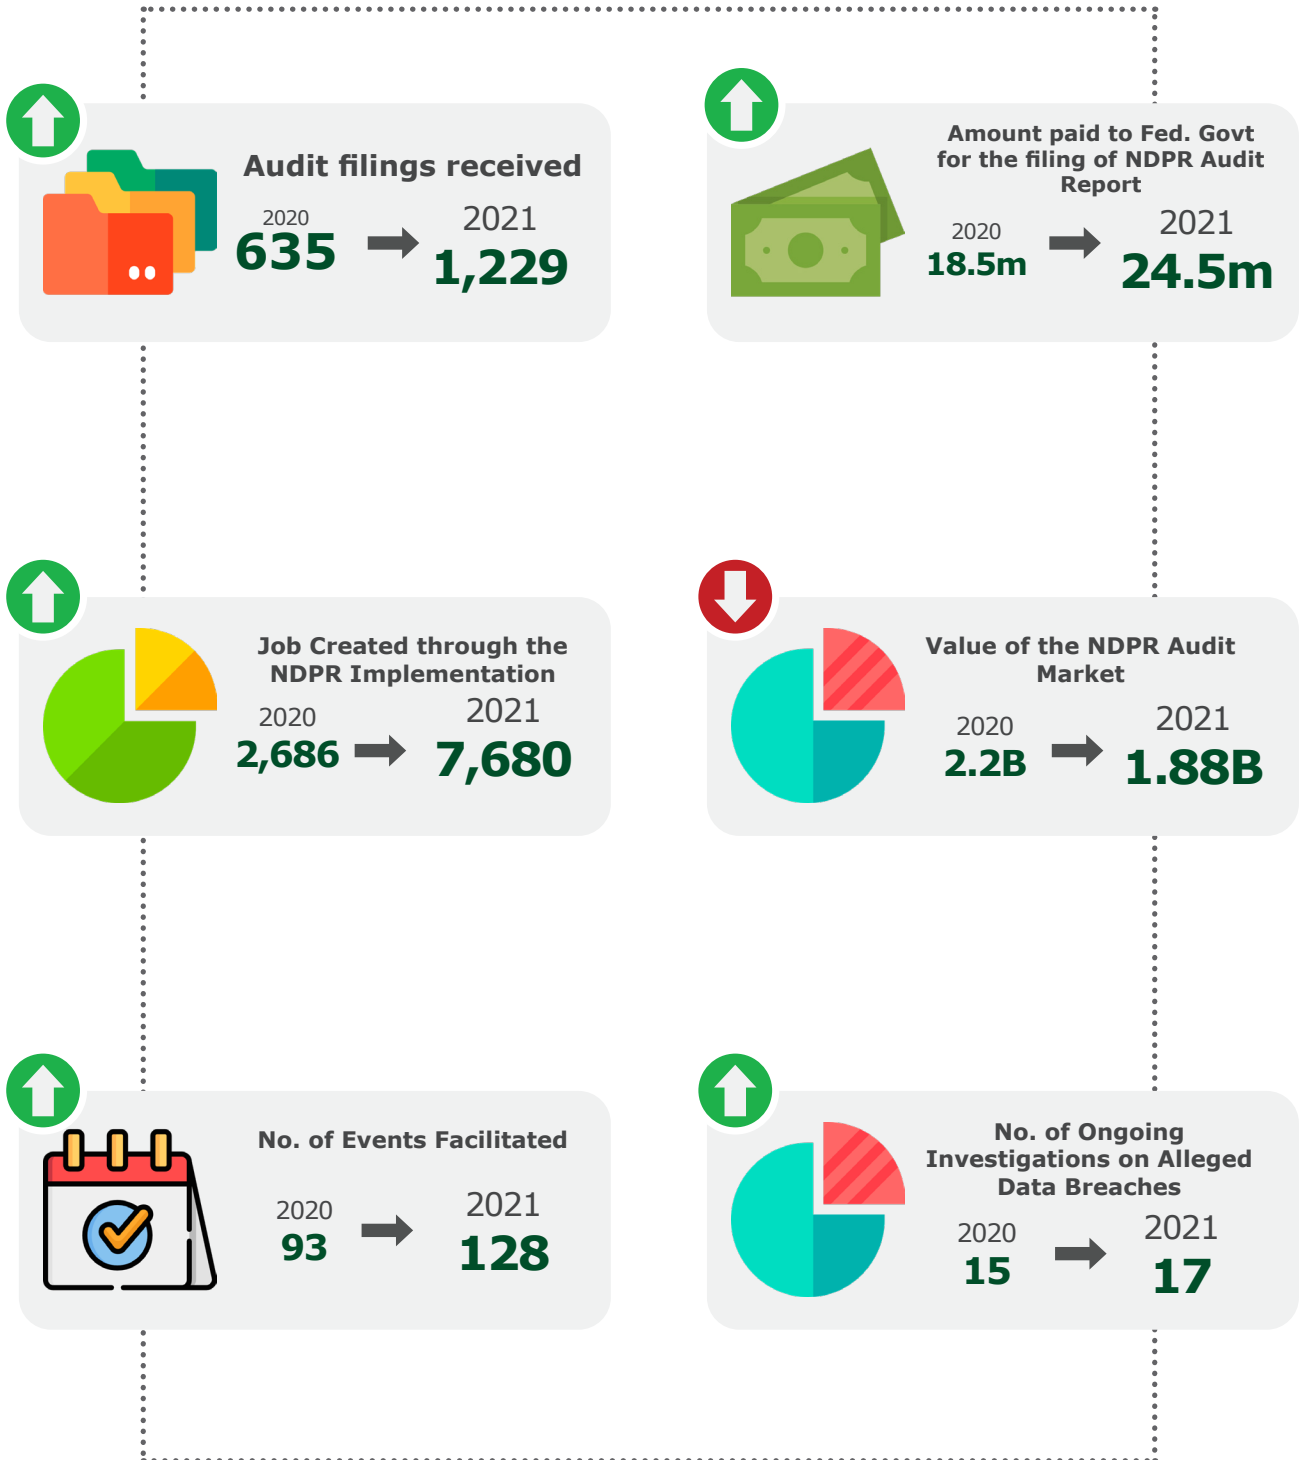 Audit filings received
2020
635
2021
1,229
Amount paid to Fed. Govt
for the filing of NDPR Audit
Report
2020
18.5m
2021
24.5m
Job Created through the
NDPR Implementation
2020
2,686
2021
7,680
Value of the NDPR Audit
Market
2020
2.2B
2021
1.88B
No. of Events Facilitated
2020
93
2021
128
No. of Ongoing
Investigations on Alleged
Data Breaches
2020
15
2021
17